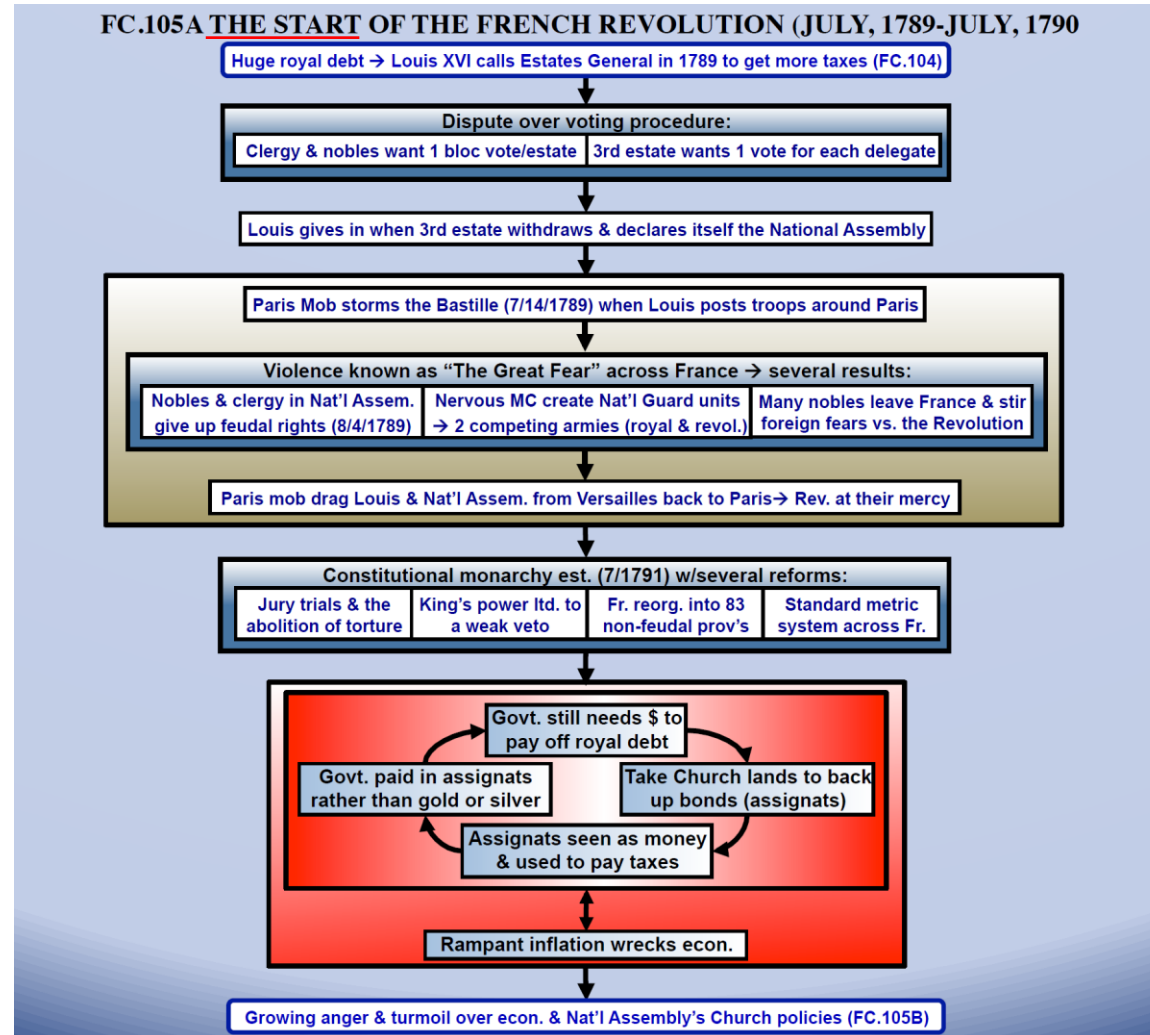 FC.105A THE START OF THE FRENCH REVOLUTION (JULY, 1789-JULY, 1790
Huge royal debt → Louis XVI calls Estates General in 1789 to get more taxes (FC.104)
Dispute over voting procedure:
Clergy & nobles want 1 bloc vote/estate
3rd estate wants 1 vote for each delegate
Louis gives in when 3rd estate withdraws & declares itself the National Assembly
Paris Mob storms the Bastille (7/14/1789) when Louis posts troops around Paris
Violence known as “The Great Fear” across France → several results:
Nobles & clergy in Nat’l Assem.
give up feudal rights (8/4/1789)
Nervous MC create Nat’l Guard units
→ 2 competing armies (royal & revol.)
Many nobles leave France & stir
foreign fears vs. the Revolution
Paris mob drag Louis & Nat’l Assem. from Versailles back to Paris→ Rev. at their mercy
Constitutional monarchy est. (7/1791) w/several reforms:
Jury trials & the
abolition of torture
King’s power ltd. to
a weak veto
Fr. reorg. into 83
non-feudal prov’s
Standard metric
system across Fr.
Govt. still needs $ to
pay off royal debt
Take Church lands to back
up bonds (assignats)
Assignats seen as money
& used to pay taxes
Govt. paid in assignats
rather than gold or silver
Rampant inflation wrecks econ.
Growing anger & turmoil over econ. & Nat’l Assembly’s Church policies (FC.105B)